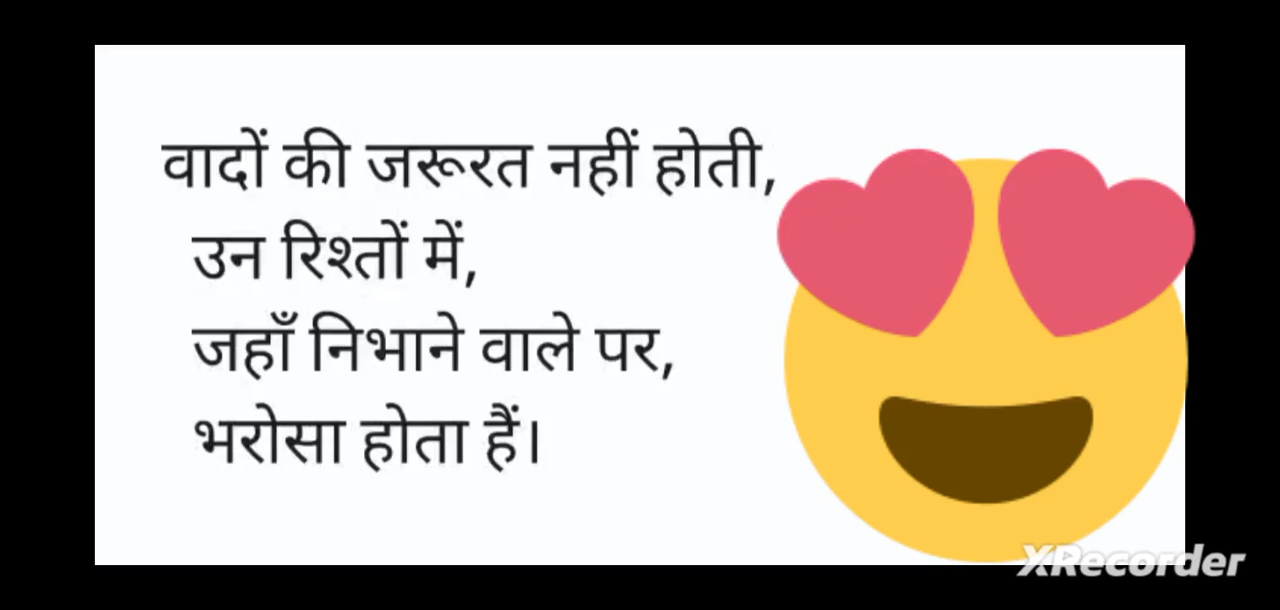 वादों की जरूरत नहीं होती,
उन रिश्तों में,
जहाँ निभाने वाले पर,
भरोसा होता हैं।
XRecorder